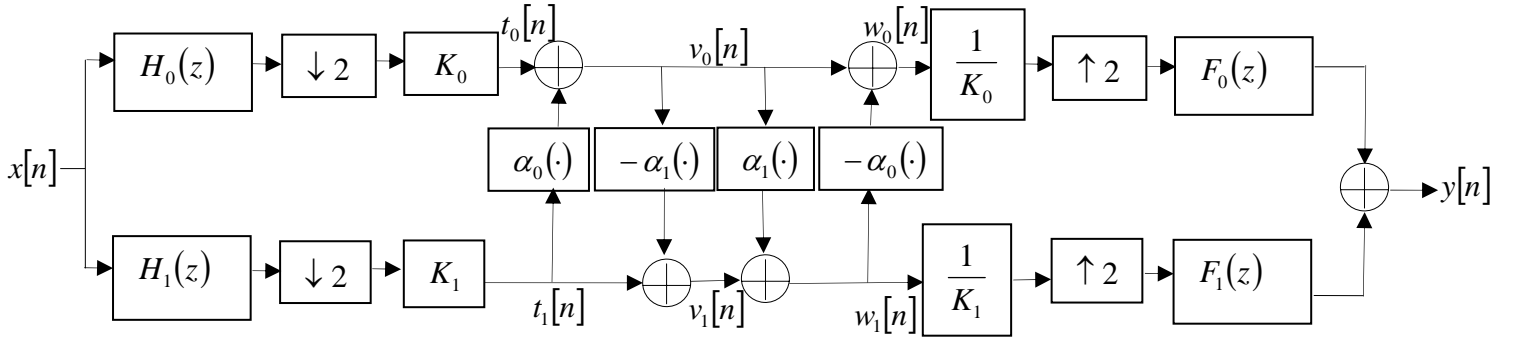 t₀[n]
v₀[n]
w₀[n]
H₀(z)
↓ 2
K₀
1/K₀
↑ 2
F₀(z)
α₀(·)
−α₁(·)
α₁(·)
−α₀(·)
x[n]
y[n]
H₁(z)
↓ 2
K₁
1/K₁
↑ 2
F₁(z)
t₁[n]
v₁[n]
w₁[n]